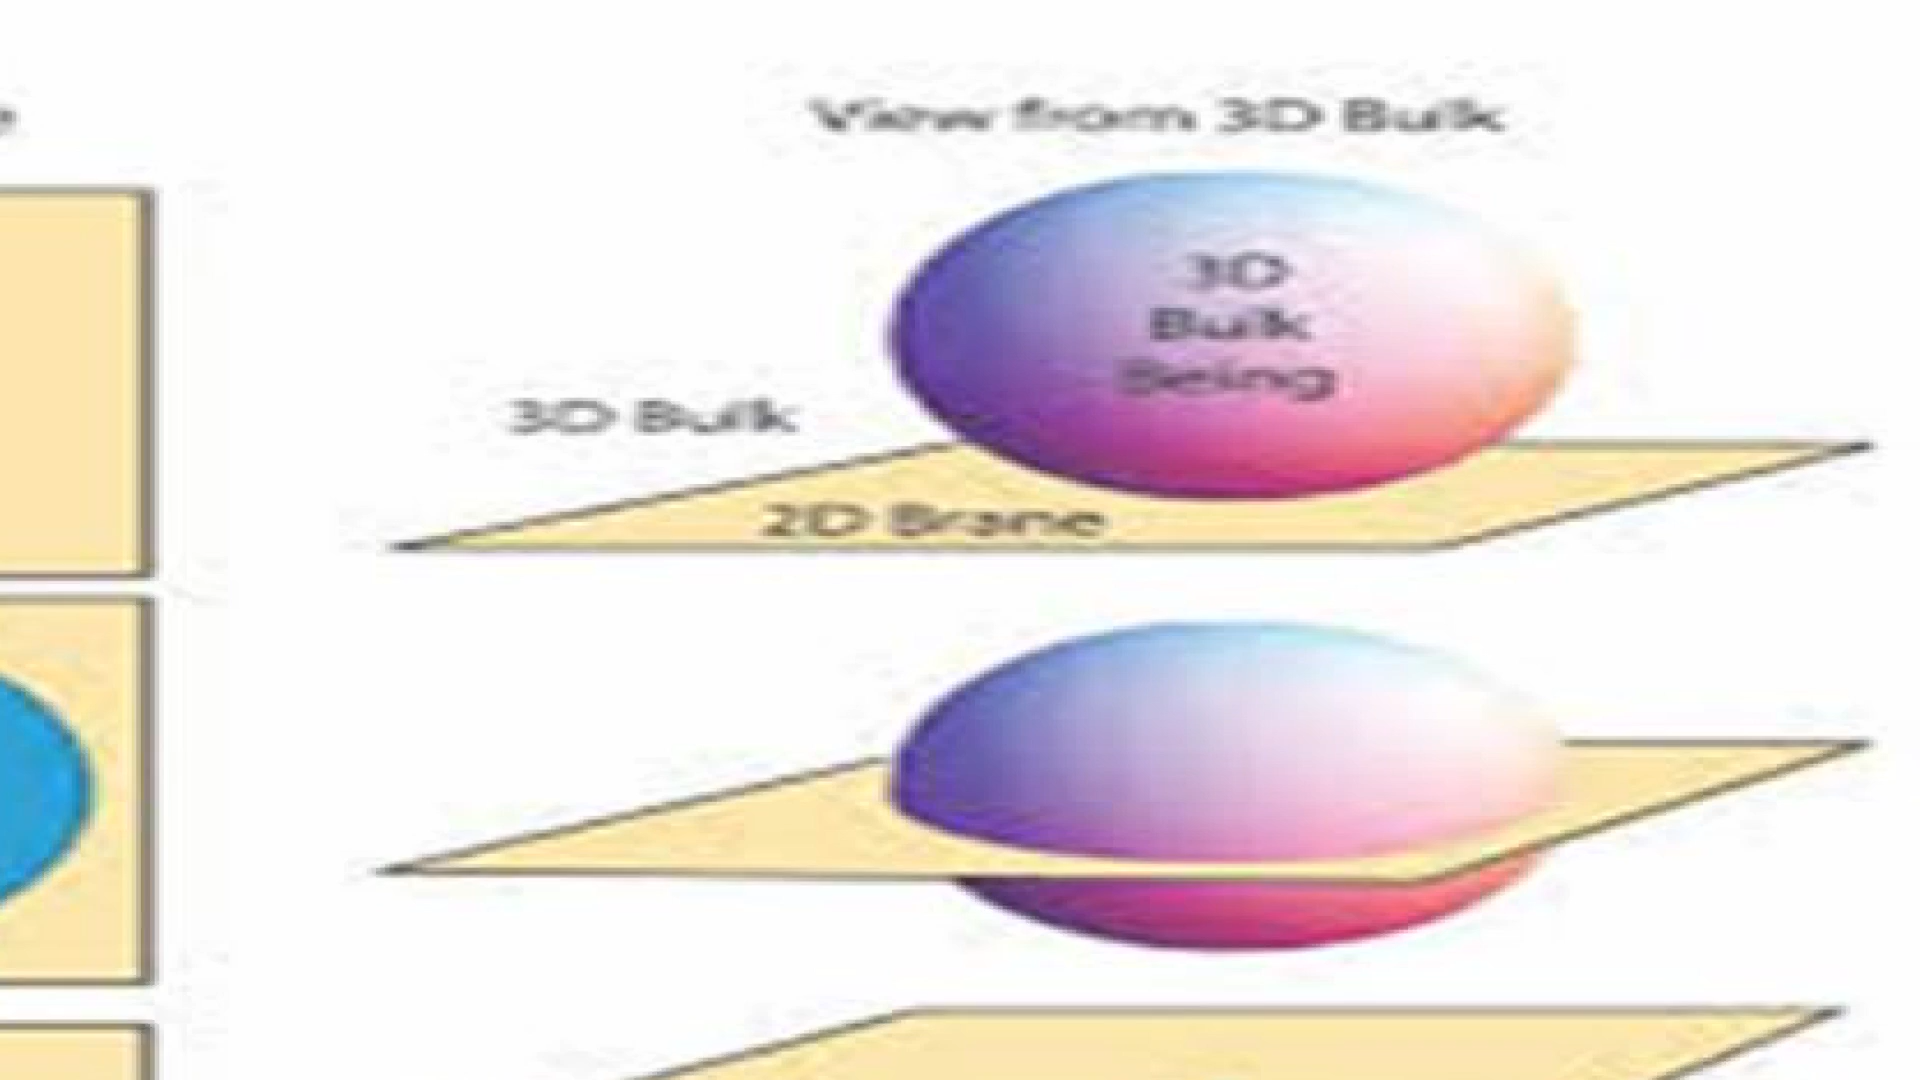 View from 3D Bulk
3D
Bulk
Being
3D Bulk
2D Brane